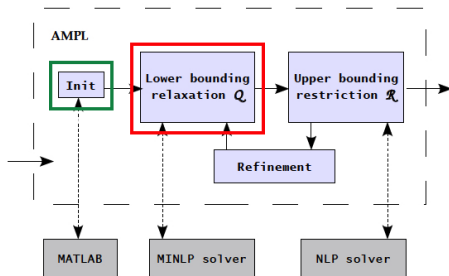 AMPL
Init
Lower bounding
relaxation Q
Upper bounding
restriction R
Refinement
MATLAB
MINLP solver
NLP solver